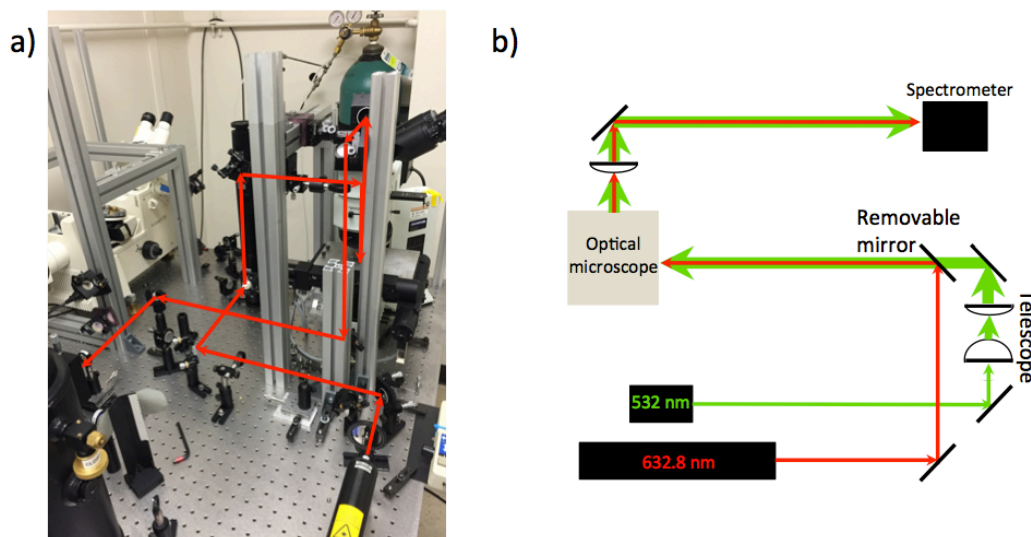 a)
b)
Spectrometer
Optical
microscope
Removable
mirror
Telescope
532 nm
632.8 nm